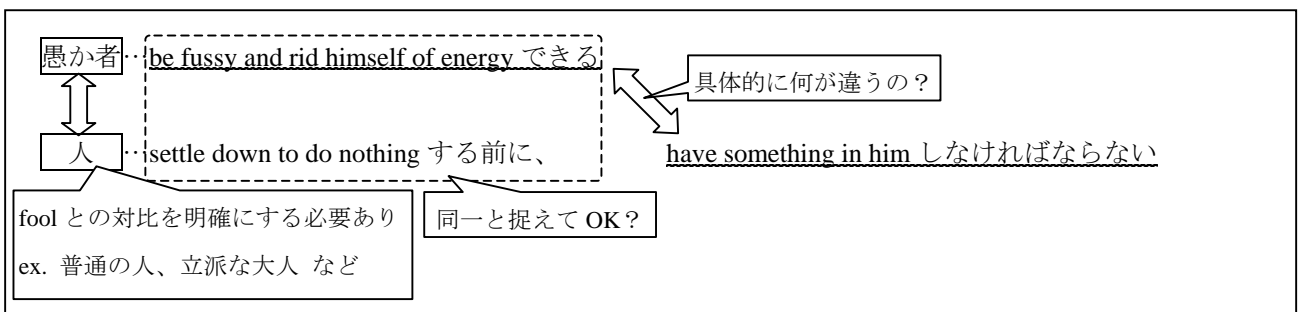 愚か者…be fussy and rid himself of energy できる
具体的に何が違うの？
人…settle down to do nothing する前に、 have something in him しなければならない
fool との対比を明確にする必要あり
ex. 普通の人、立派な大人 など
同一と捉えて OK？